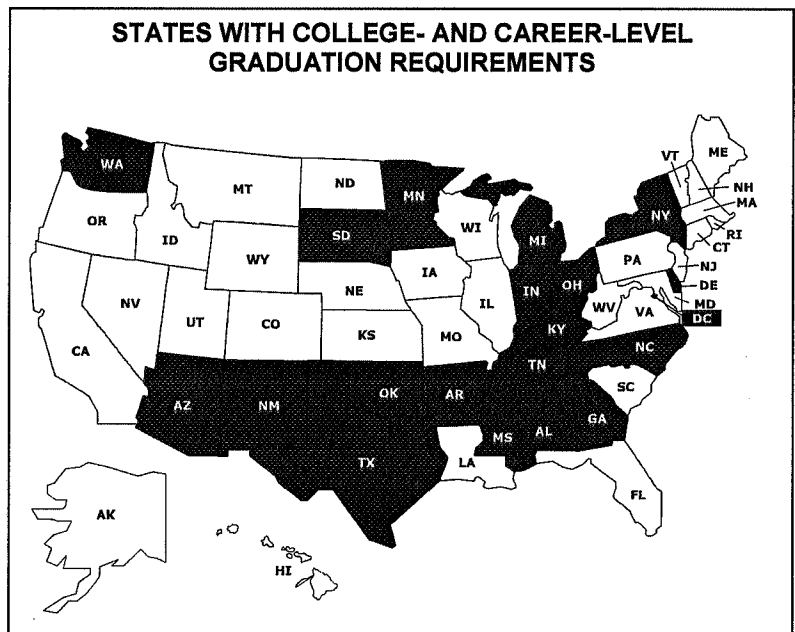 STATES WITH COLLEGE- AND CAREER-LEVEL
GRADUATION REQUIREMENTS
WA
MT
ND
MN
VT
ME
NH
MA
OR
ID
SD
WI
MI
NY
RI
CT
WY
IA
PA
NJ
NE
IL
IN
OH
DE
NV
UT
CO
WV
VA
MD
DC
CA
KS
MO
KY
NC
TN
SC
AZ
NM
OK
AR
GA
MS
AL
TX
LA
FL
AK
HI